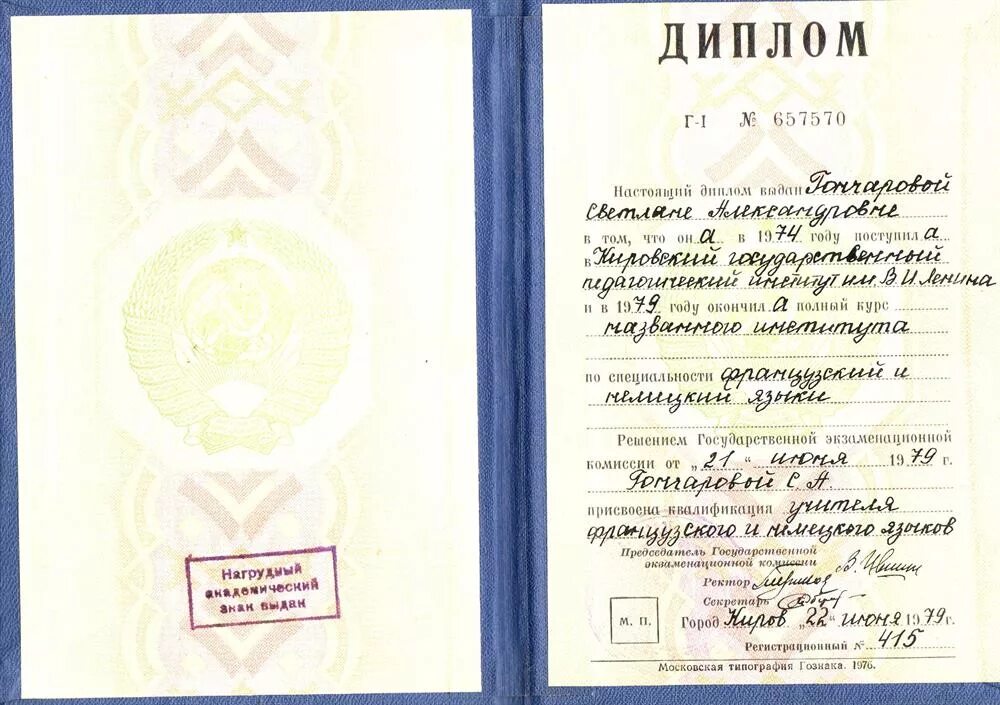 Нагрудный
академический
знак выдан
ДИПЛОМ
Г-I № 657570
Настоящий диплом выдан Гончаровой
Светлане Александровне
в том, что он а в 1974 году поступил а
в Кировский государственный
педагогический институт им. В.И. Ленина
и в 1979 году окончил а полный курс
названного института
по специальности французский и
немецкий языки
Решением Государственной экзаменационной
комиссии от „21“ июня 1979 г.
Гончаровой С. А.
присвоена квалификация учителя
французского и немецкого языков
Председатель Государственной
экзаменационной комиссии
Ректор
Секретарь
М. П. Город Киров „22“ июня 1979г.
Регистрационный № 415
Московская типография Гознака. 1976.